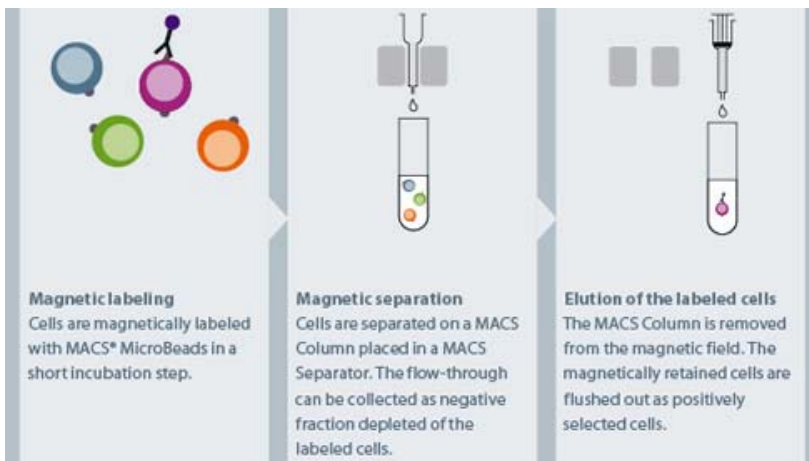 Magnetic labeling
Cells are magnetically labeled
with MACS® MicroBeads in a
short incubation step.
Magnetic separation
Cells are separated on a MACS
Column placed in a MACS
Separator. The flow-through
can be collected as negative
fraction depleted of the
labeled cells.
Elution of the labeled cells
The MACS Column is removed
from the magnetic field. The
magnetically retained cells are
flushed out as positively
selected cells.